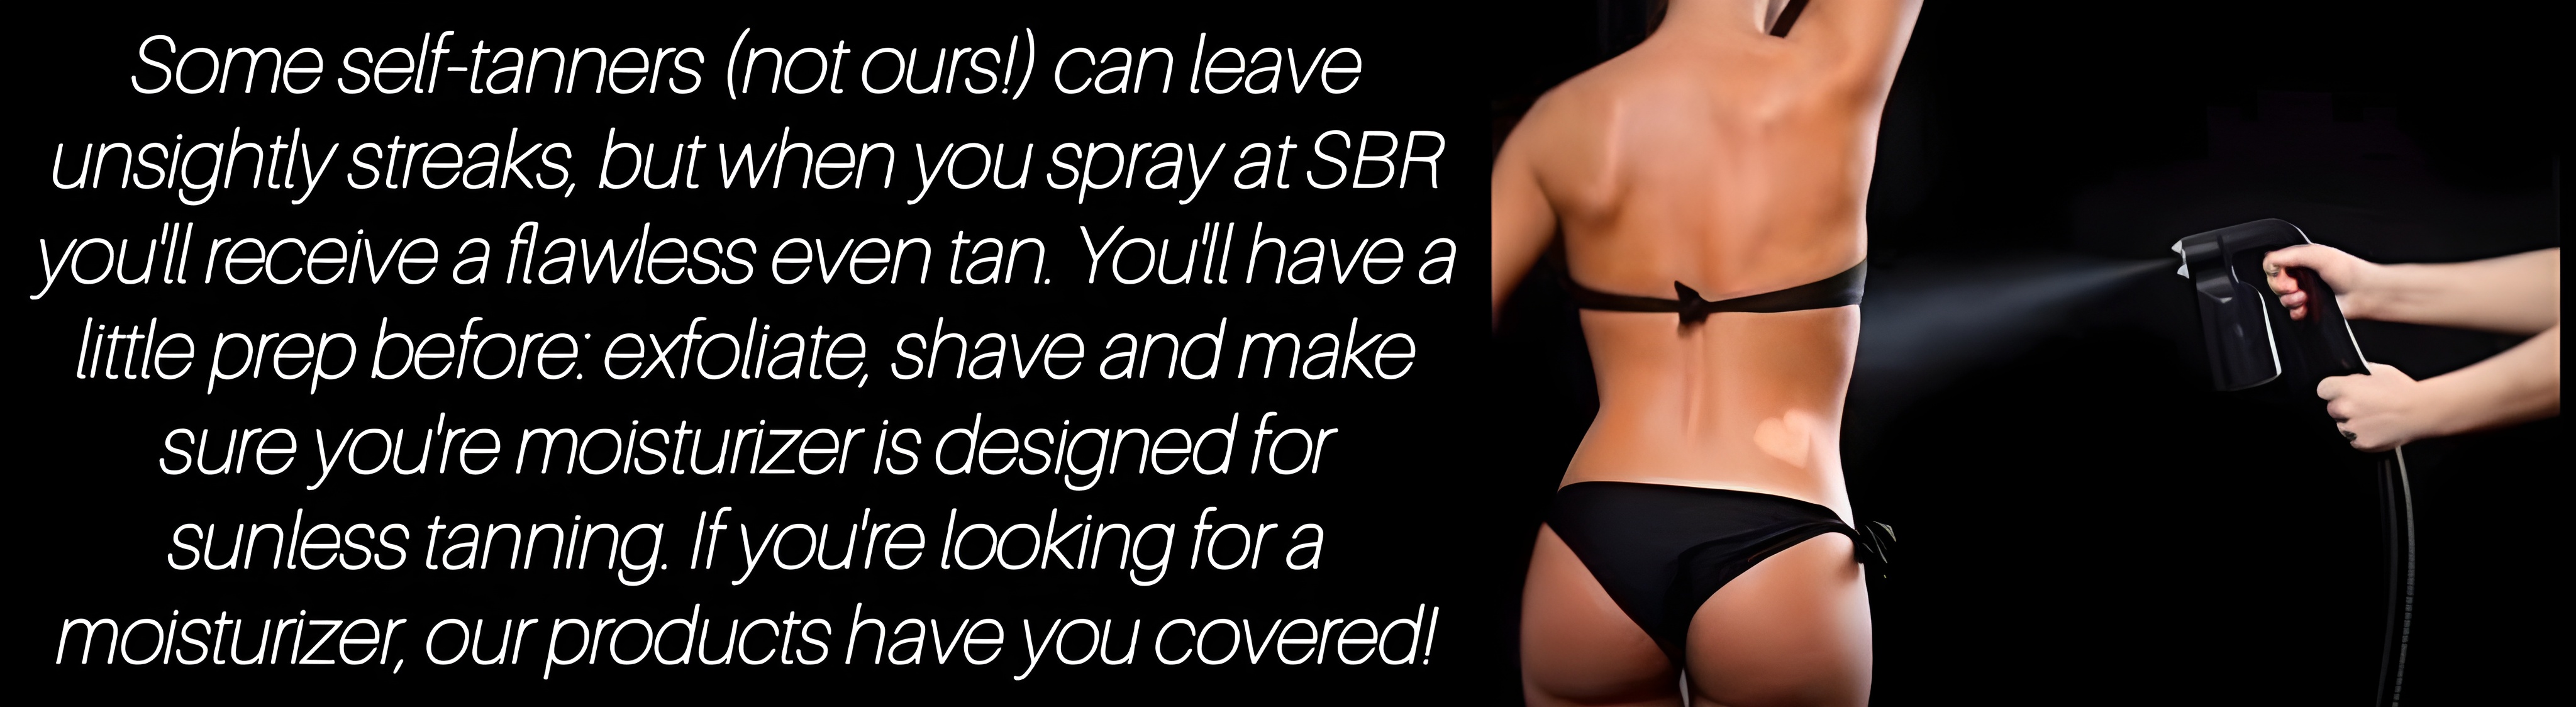 Some self-tanners (not ours!) can leave
unsightly streaks, but when you spray at SBR
you'll receive a flawless even tan. You'll have a
little prep before: exfoliate, shave and make
sure you're moisturizer is designed for
sunless tanning. If you're looking for a
moisturizer, our products have you covered!